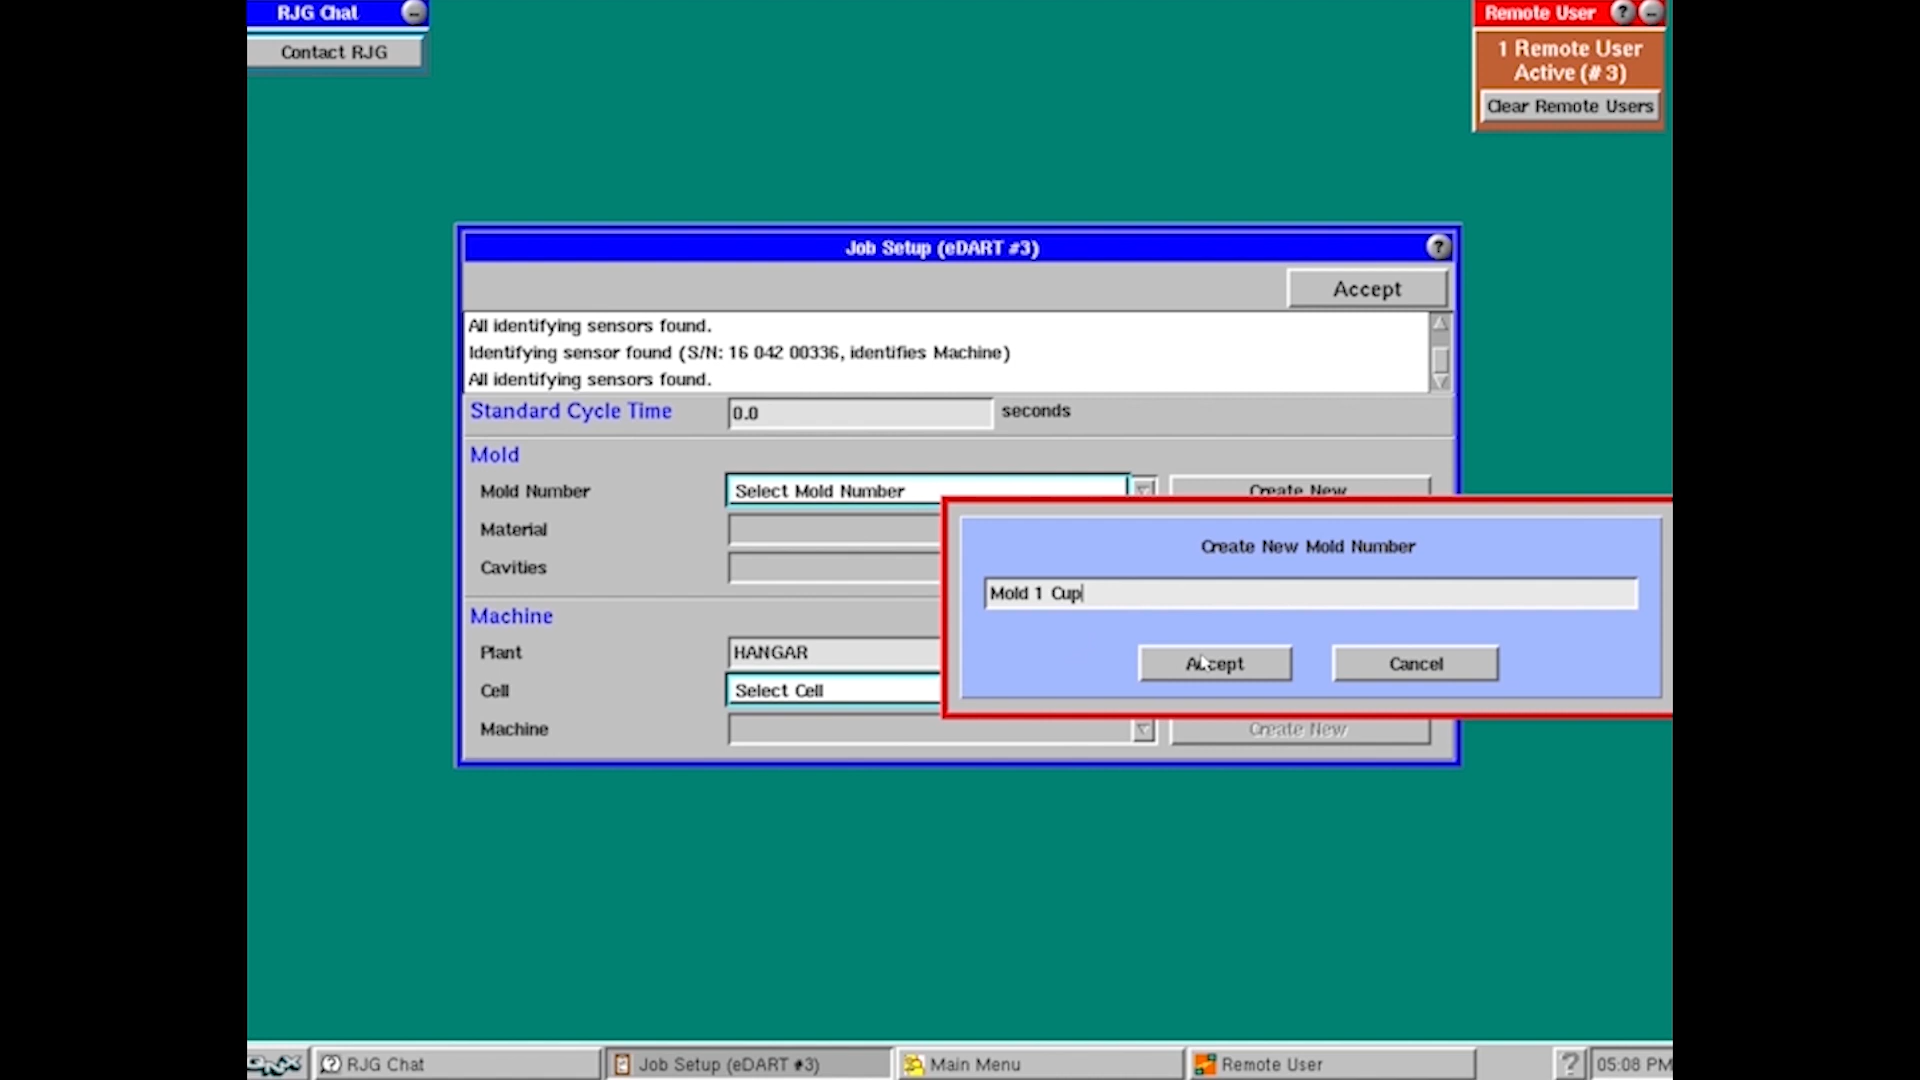 RJG Chat
Contact RJG
Remote User
1 Remote User
Active (# 3)
Clear Remote Users
Job Setup (eDART #3)
Accept
All identifying sensors found.
Identifying sensor found (S/N: 16 042 00336, identifies Machine)
All identifying sensors found.
Standard Cycle Time 0.0 seconds
Mold
Mold Number Select Mold Number Create New
Material
Cavities
Create New Mold Number
Mold 1 Cup
Accept Cancel
Machine
Plant HANGAR
Cell Select Cell
Machine Create New
QNX RJG Chat Job Setup (eDART #3) Main Menu Remote User ? 05:08 PM